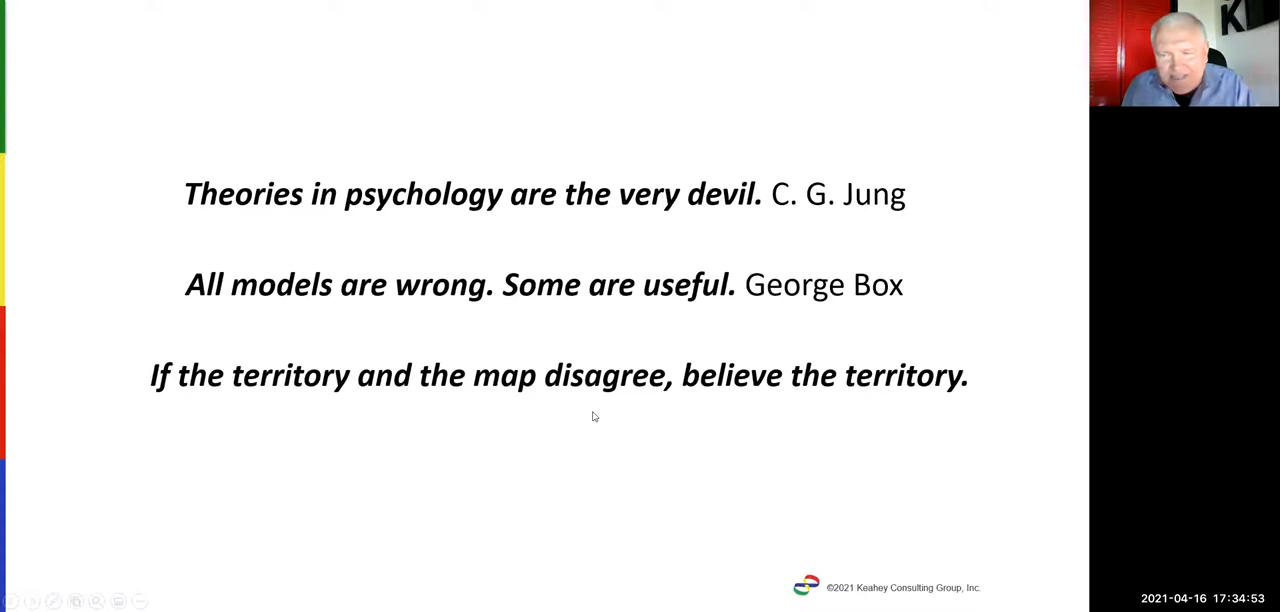 Theories in psychology are the very devil. C. G. Jung
All models are wrong. Some are useful. George Box
If the territory and the map disagree, believe the territory.
©2021 Keahey Consulting Group, Inc.
K
2021-04-16 17:34:53